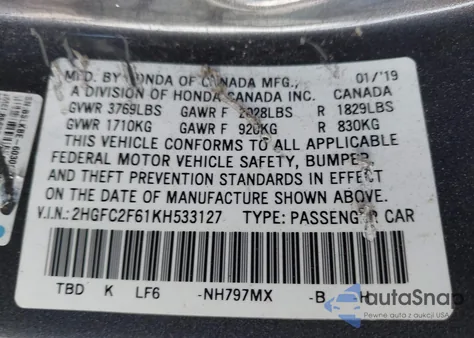 MFD. BY HONDA OF CANADA MFG., 01/'19
A DIVISION OF HONDA CANADA INC. CANADA
GVWR 3769LBS GAWR F 2028LBS R 1829LBS
GVWR 1710KG GAWR F 920KG R 830KG
THIS VEHICLE CONFORMS TO ALL APPLICABLE
FEDERAL MOTOR VEHICLE SAFETY, BUMPER,
AND THEFT PREVENTION STANDARDS IN EFFECT
ON THE DATE OF MANUFACTURE SHOWN ABOVE.
V.I.N.: 2HGFC2F61KH533127 TYPE: PASSENGER CAR
TBD K LF6 -NH797MX -B H
autoSnap
Pewne auto z aukcji USA